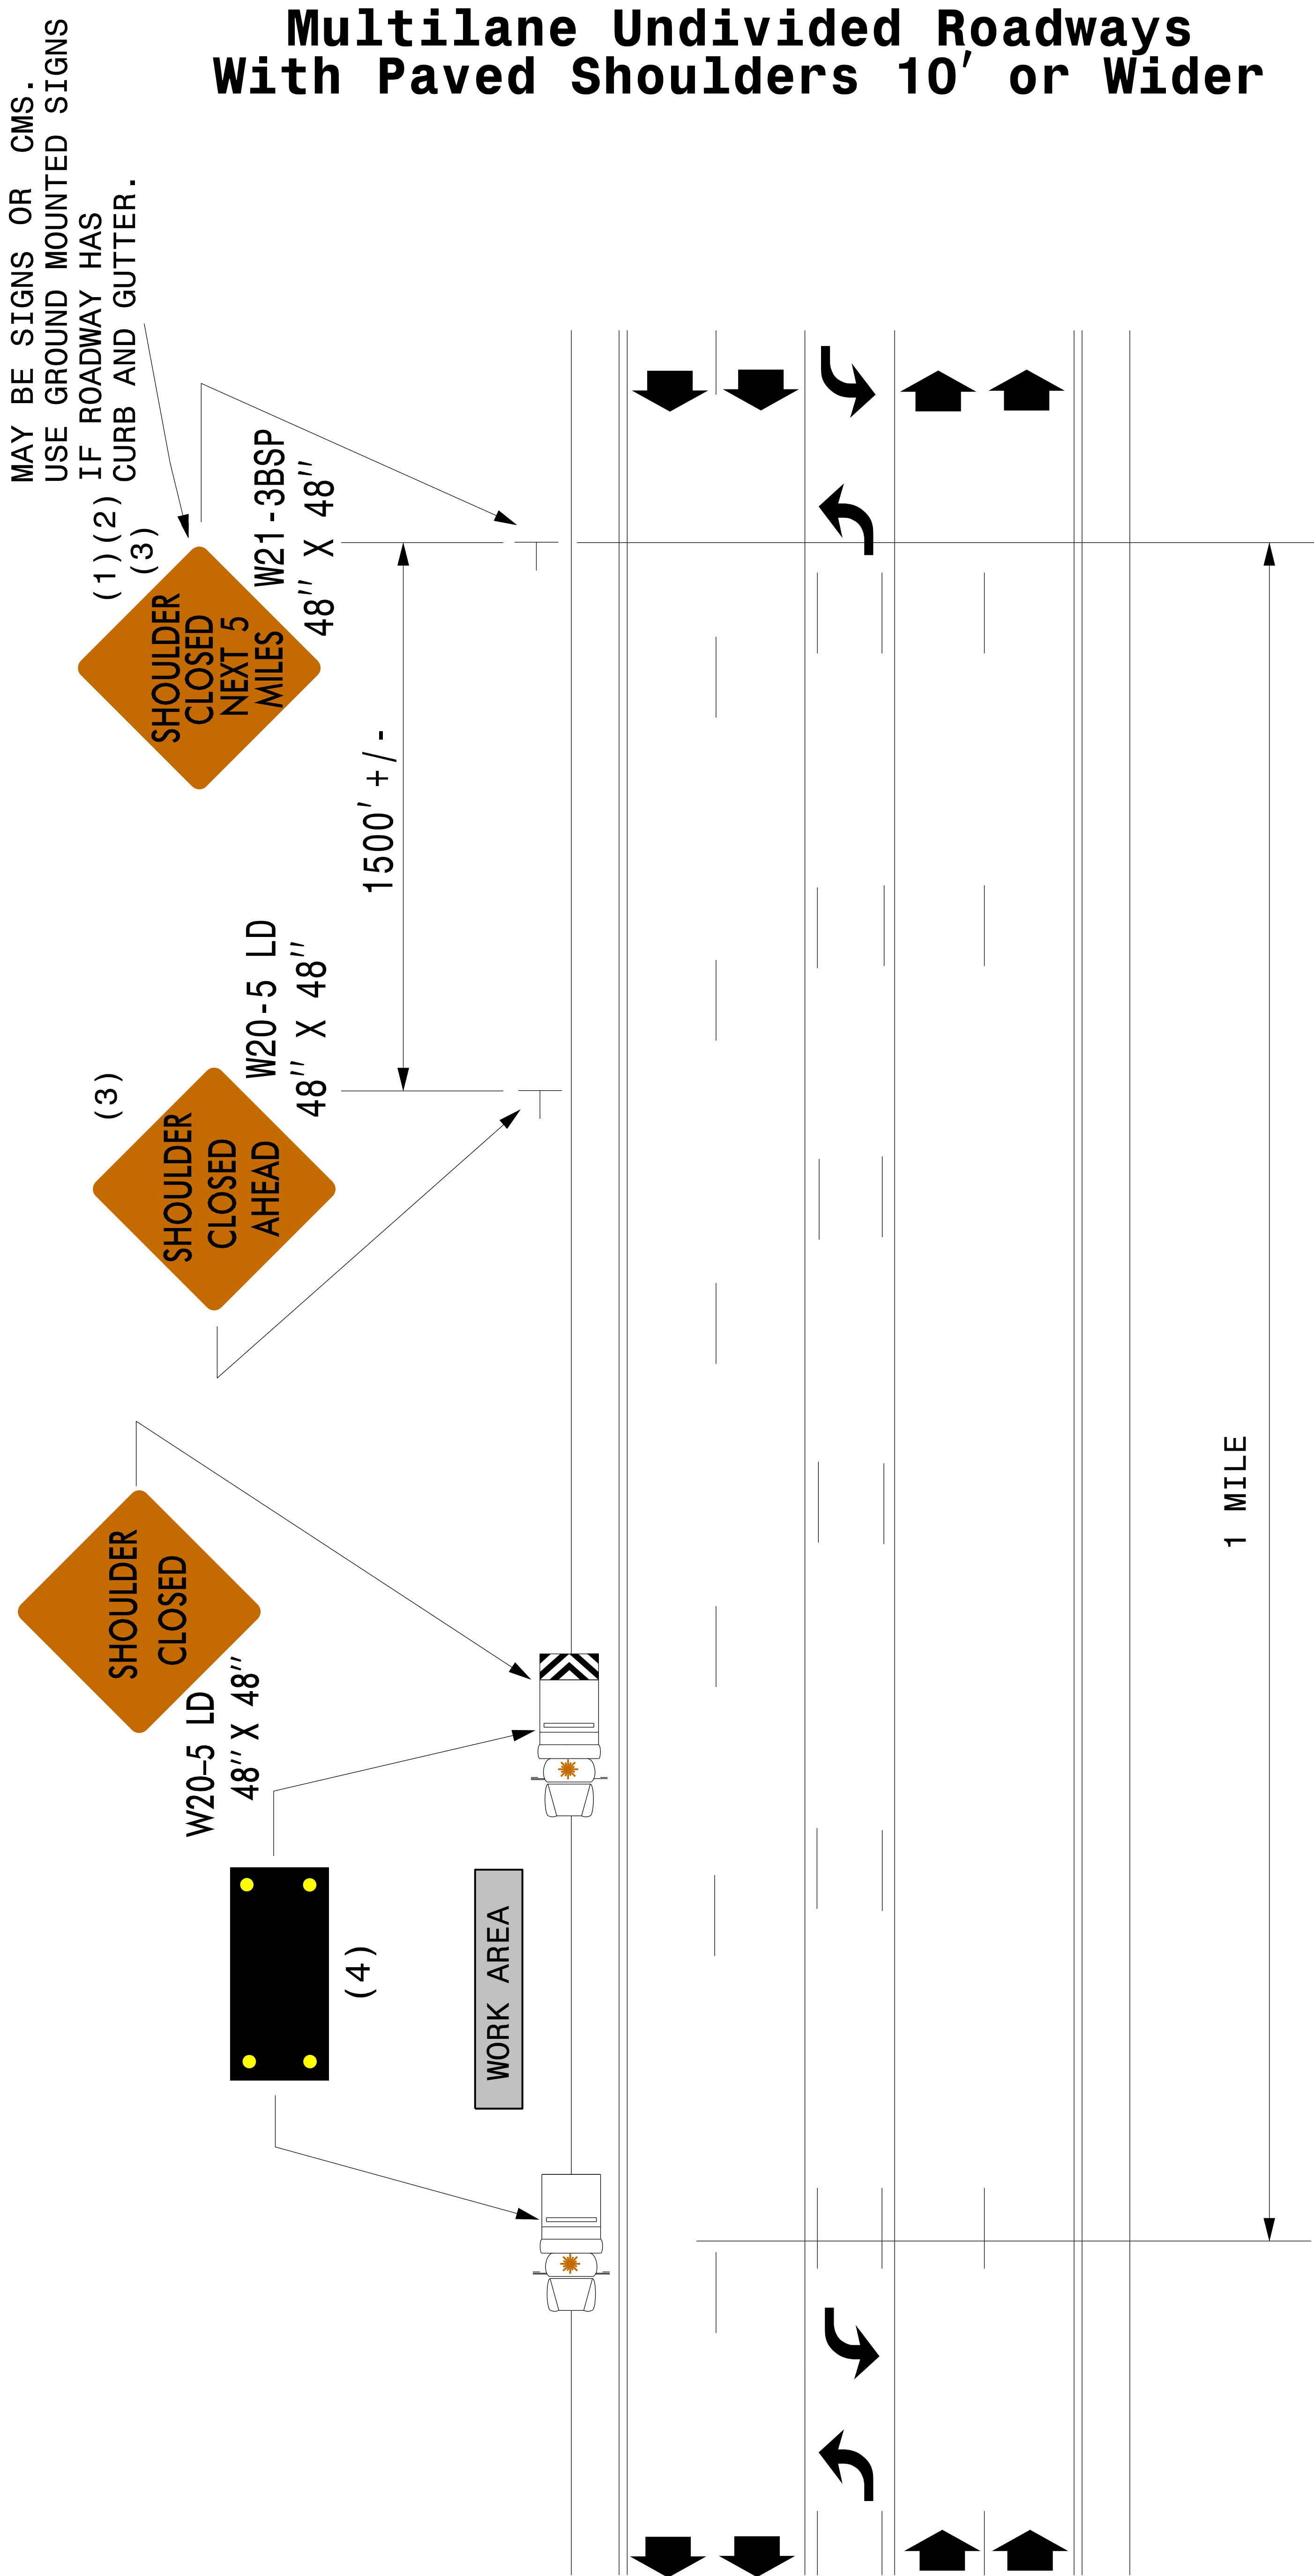 Multilane Undivided Roadways
With Paved Shoulders 10' or Wider
MAY BE SIGNS OR CMS.
USE GROUND MOUNTED SIGNS
IF ROADWAY HAS
CURB AND GUTTER.
(1)(2)
(3)
SHOULDER
CLOSED
NEXT 5
MILES
W21-3BSP
48'' X 48''
1500' +/-
(3)
SHOULDER
CLOSED
AHEAD
W20-5 LD
48'' X 48''
SHOULDER
CLOSED
W20-5 LD
48'' X 48''
(4)
WORK AREA
1 MILE